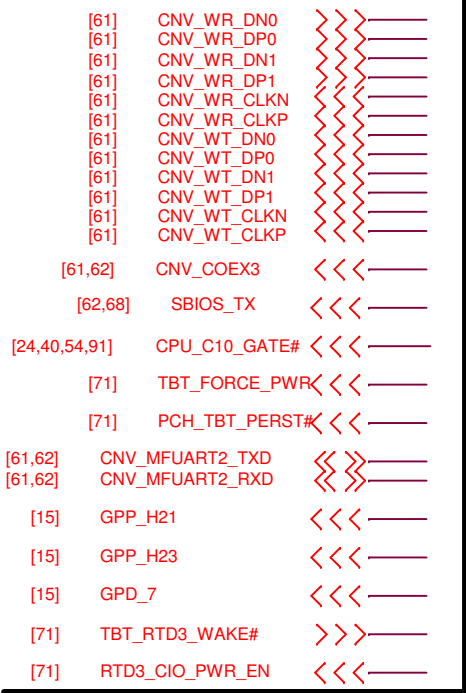 [61] CNV_WR_DN0
[61] CNV_WR_DP0
[61] CNV_WR_DN1
[61] CNV_WR_DP1
[61] CNV_WR_CLKN
[61] CNV_WR_CLKP
[61] CNV_WT_DN0
[61] CNV_WT_DP0
[61] CNV_WT_DN1
[61] CNV_WT_DP1
[61] CNV_WT_CLKN
[61] CNV_WT_CLKP
[61,62] CNV_COEX3
[62,68] SBIOS_TX
[24,40,54,91] CPU_C10_GATE#
[71] TBT_FORCE_PWR
[71] PCH_TBT_PERST#
[61,62] CNV_MFUART2_TXD
[61,62] CNV_MFUART2_RXD
[15] GPP_H21
[15] GPP_H23
[15] GPD_7
[71] TBT_RTD3_WAKE#
[71] RTD3_CIO_PWR_EN